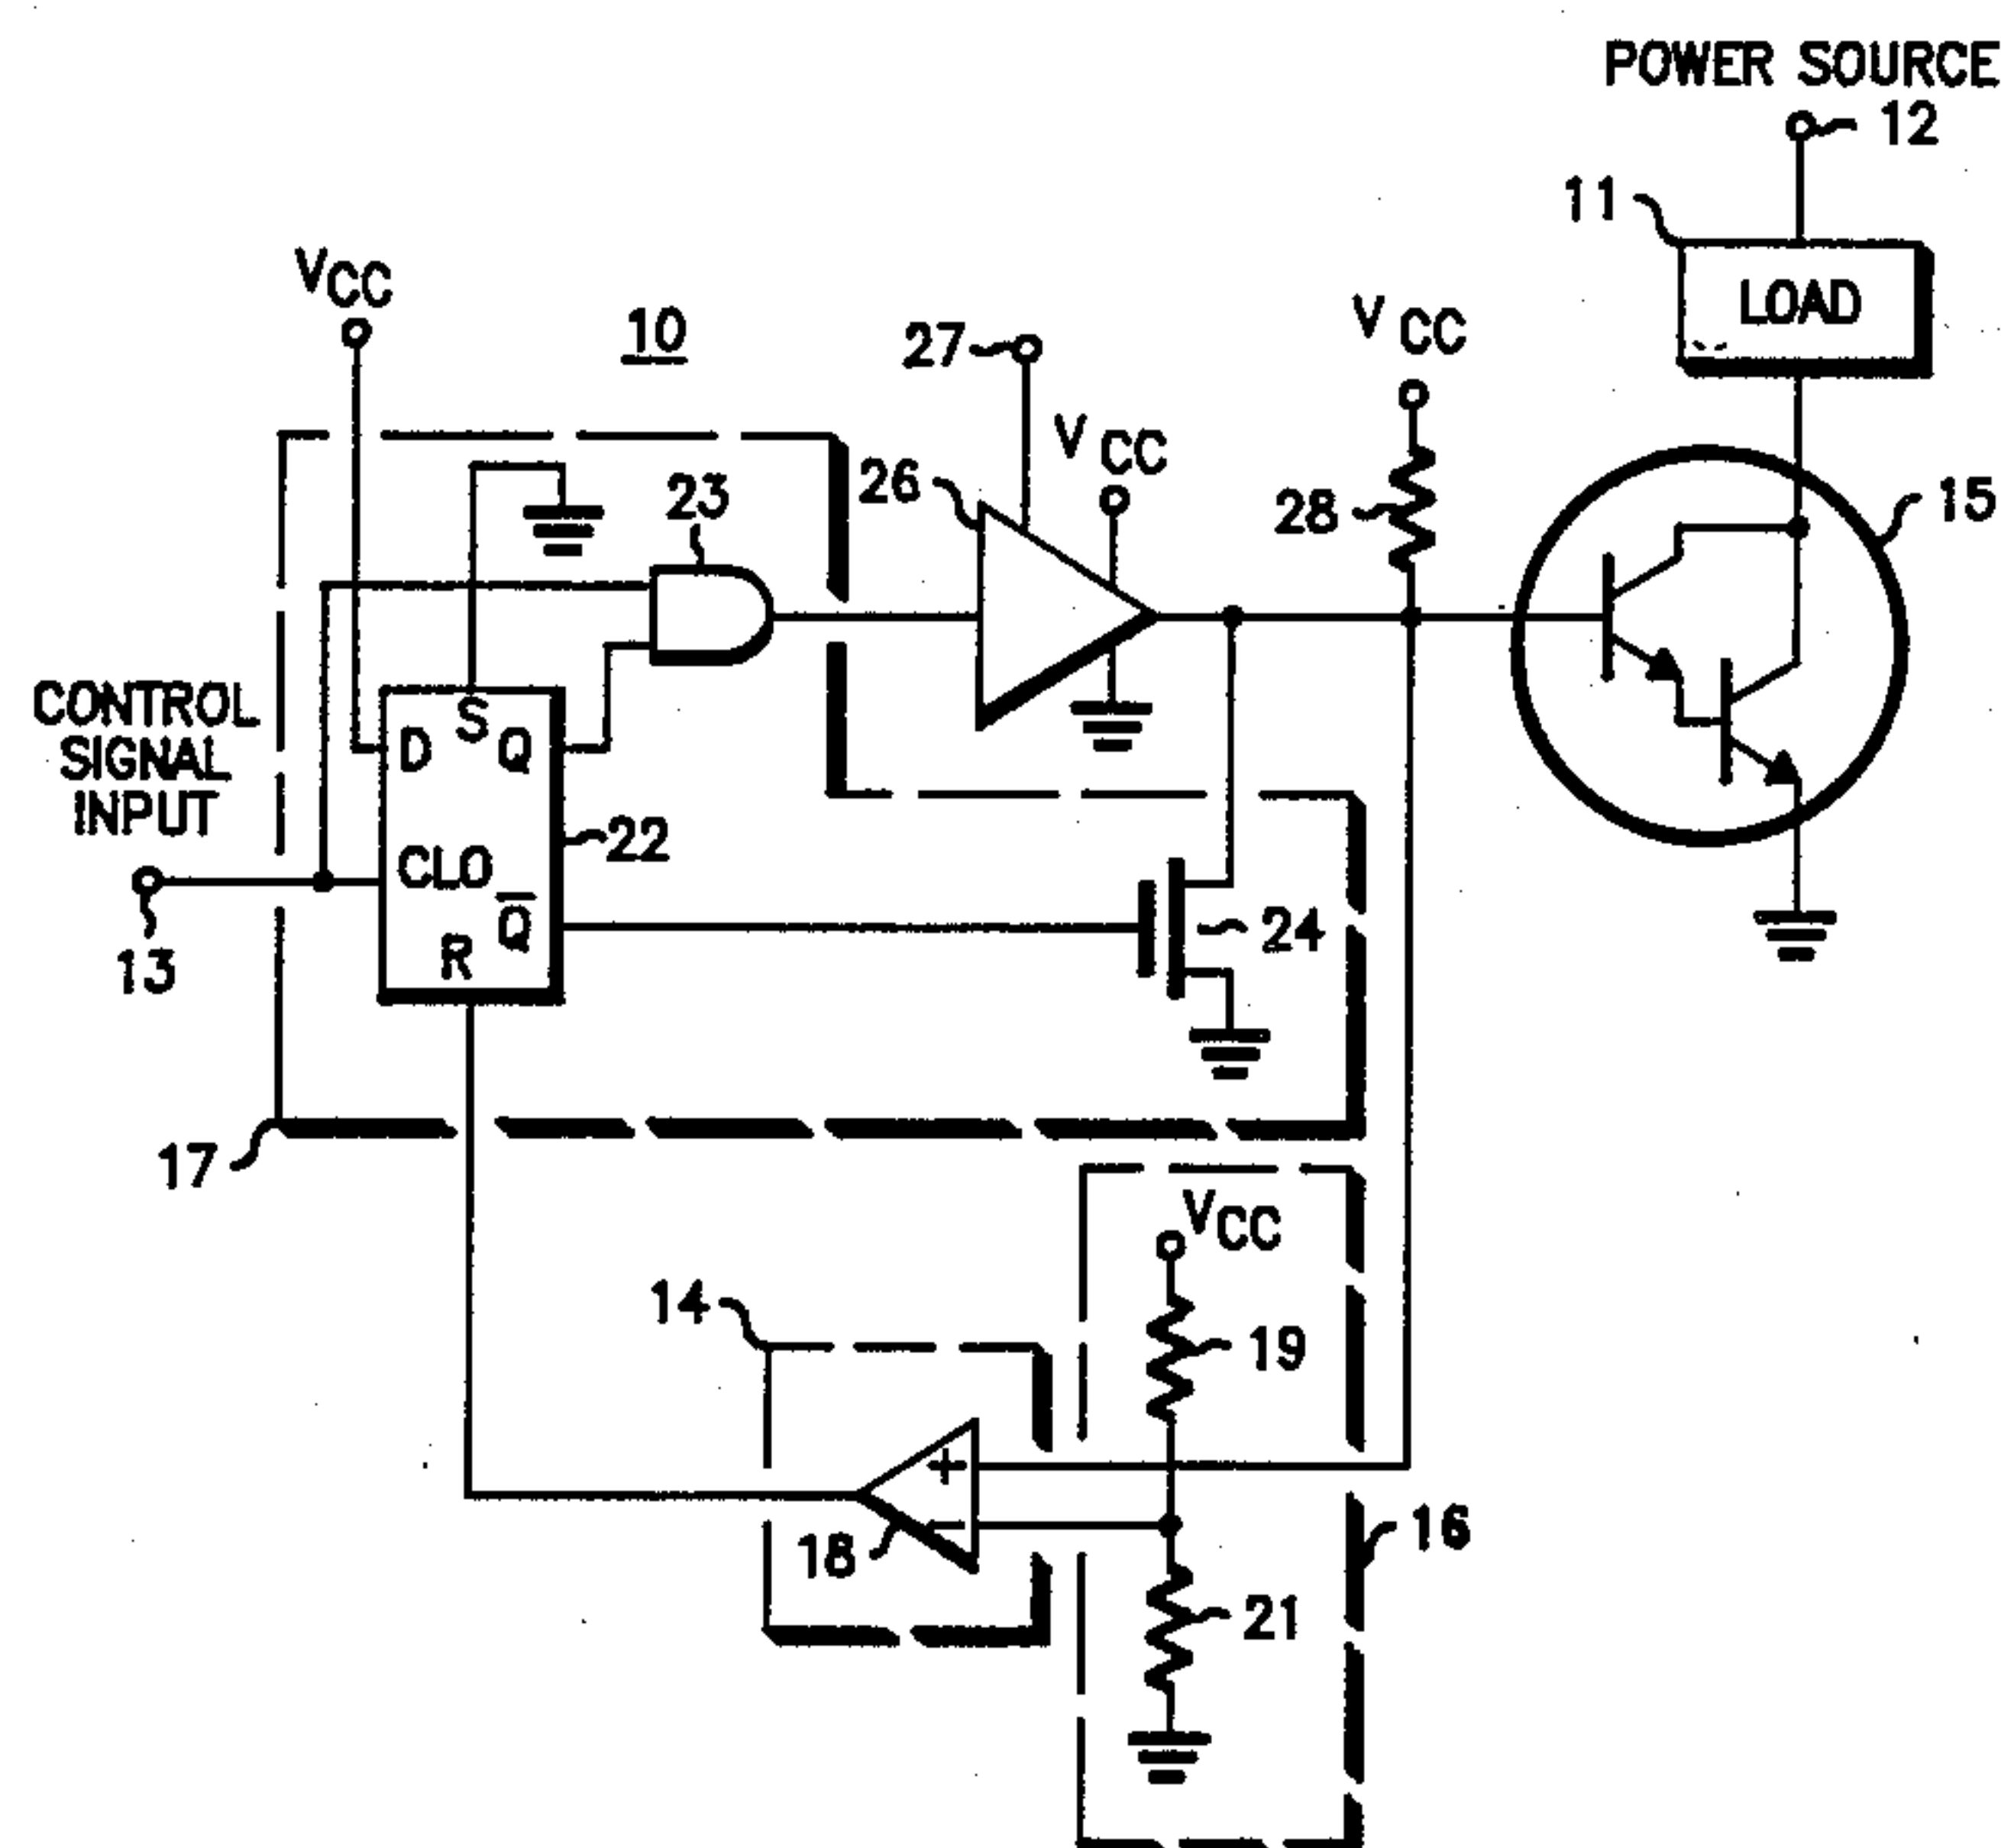 POWER SOURCE
12
11
LOAD
VCC
10
27
V CC
V CC
26
23
28
15
CONTROL
SIGNAL
INPUT
D
S
Q
22
CLO
Q̅
R
13
24
17
VCC
14
19
+
−
18
16
21